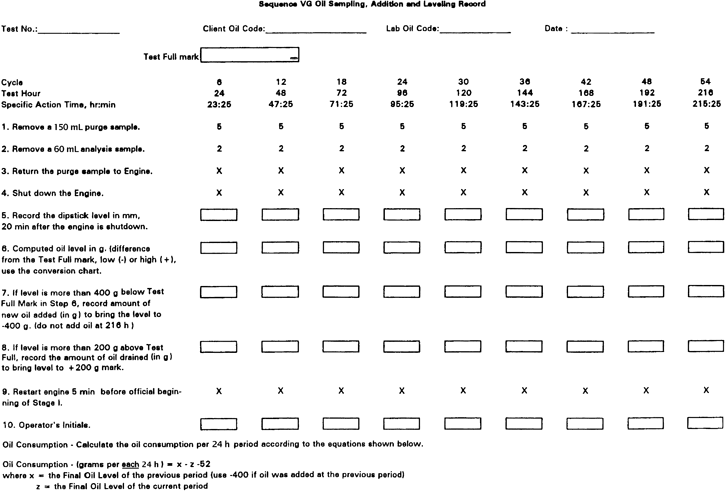 Sequence VG Oil Sampling, Addition and Leveling Record
Test No.: Client Oil Code: Lab Oil Code: Date :
Test Full mark
Cycle 6 12 18 24 30 36 42 48 54
Test Hour 24 48 72 96 120 144 168 192 216
Specific Action Time, hr:min 23:25 47:25 71:25 95:25 119:25 143:25 167:25 191:25 215:25
1. Remove a 150 mL purge sample. 5 5 5 5 5 5 5 5 5
2. Remove a 60 mL analysis sample. 2 2 2 2 2 2 2 2 2
3. Return the purge sample to Engine. X X X X X X X X X
4. Shut down the Engine. X X X X X X X X X
5. Record the dipstick level in mm,
20 min after the engine is shutdown.
6. Computed oil level in g. (difference
from the Test Full mark, low (-) or high (+),
use the conversion chart.
7. If level is more than 400 g below Test
Full Mark in Step 6, record amount of
new oil added (in g) to bring the level to
-400 g. (do not add oil at 216 h)
8. If level is more than 200 g above Test
Full, record the amount of oil drained (in g)
to bring level to +200 g mark.
9. Restart engine 5 min before official begin-
ning of Stage I. X X X X X X X X X
10. Operator's Initials.
Oil Consumption - Calculate the oil consumption per 24 h period according to the equations shown below.
Oil Consumption - (grams per each 24 h) = x - z -52
where x = the Final Oil Level of the previous period (use -400 if oil was added at the previous period)
z = the Final Oil Level of the current period